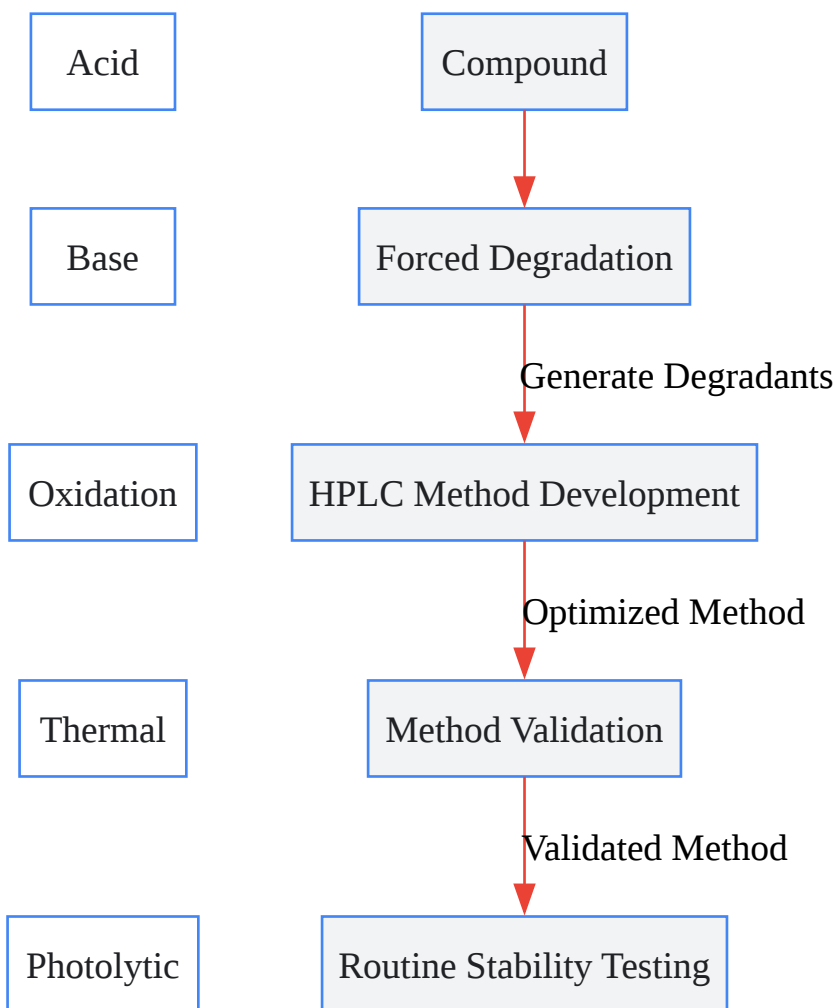 Acid
Compound
Base
Forced Degradation
Generate Degradants
Oxidation
HPLC Method Development
Optimized Method
Thermal
Method Validation
Validated Method
Photolytic
Routine Stability Testing